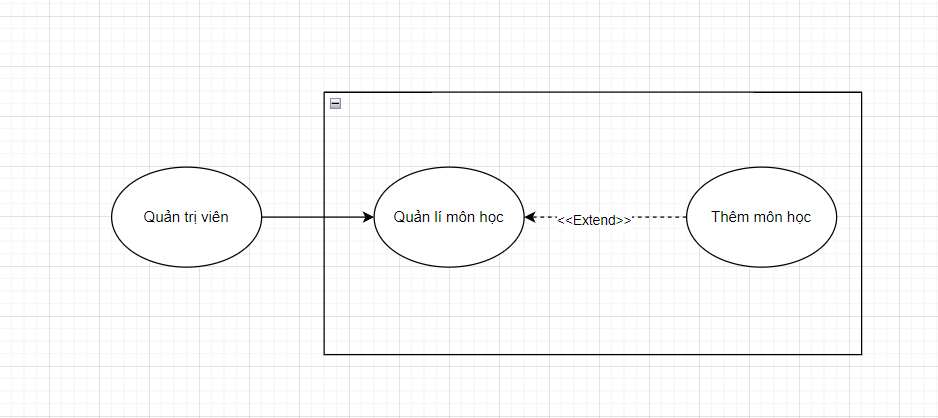 Quản trị viên
Quản lí môn học
<<Extend>>
Thêm môn học